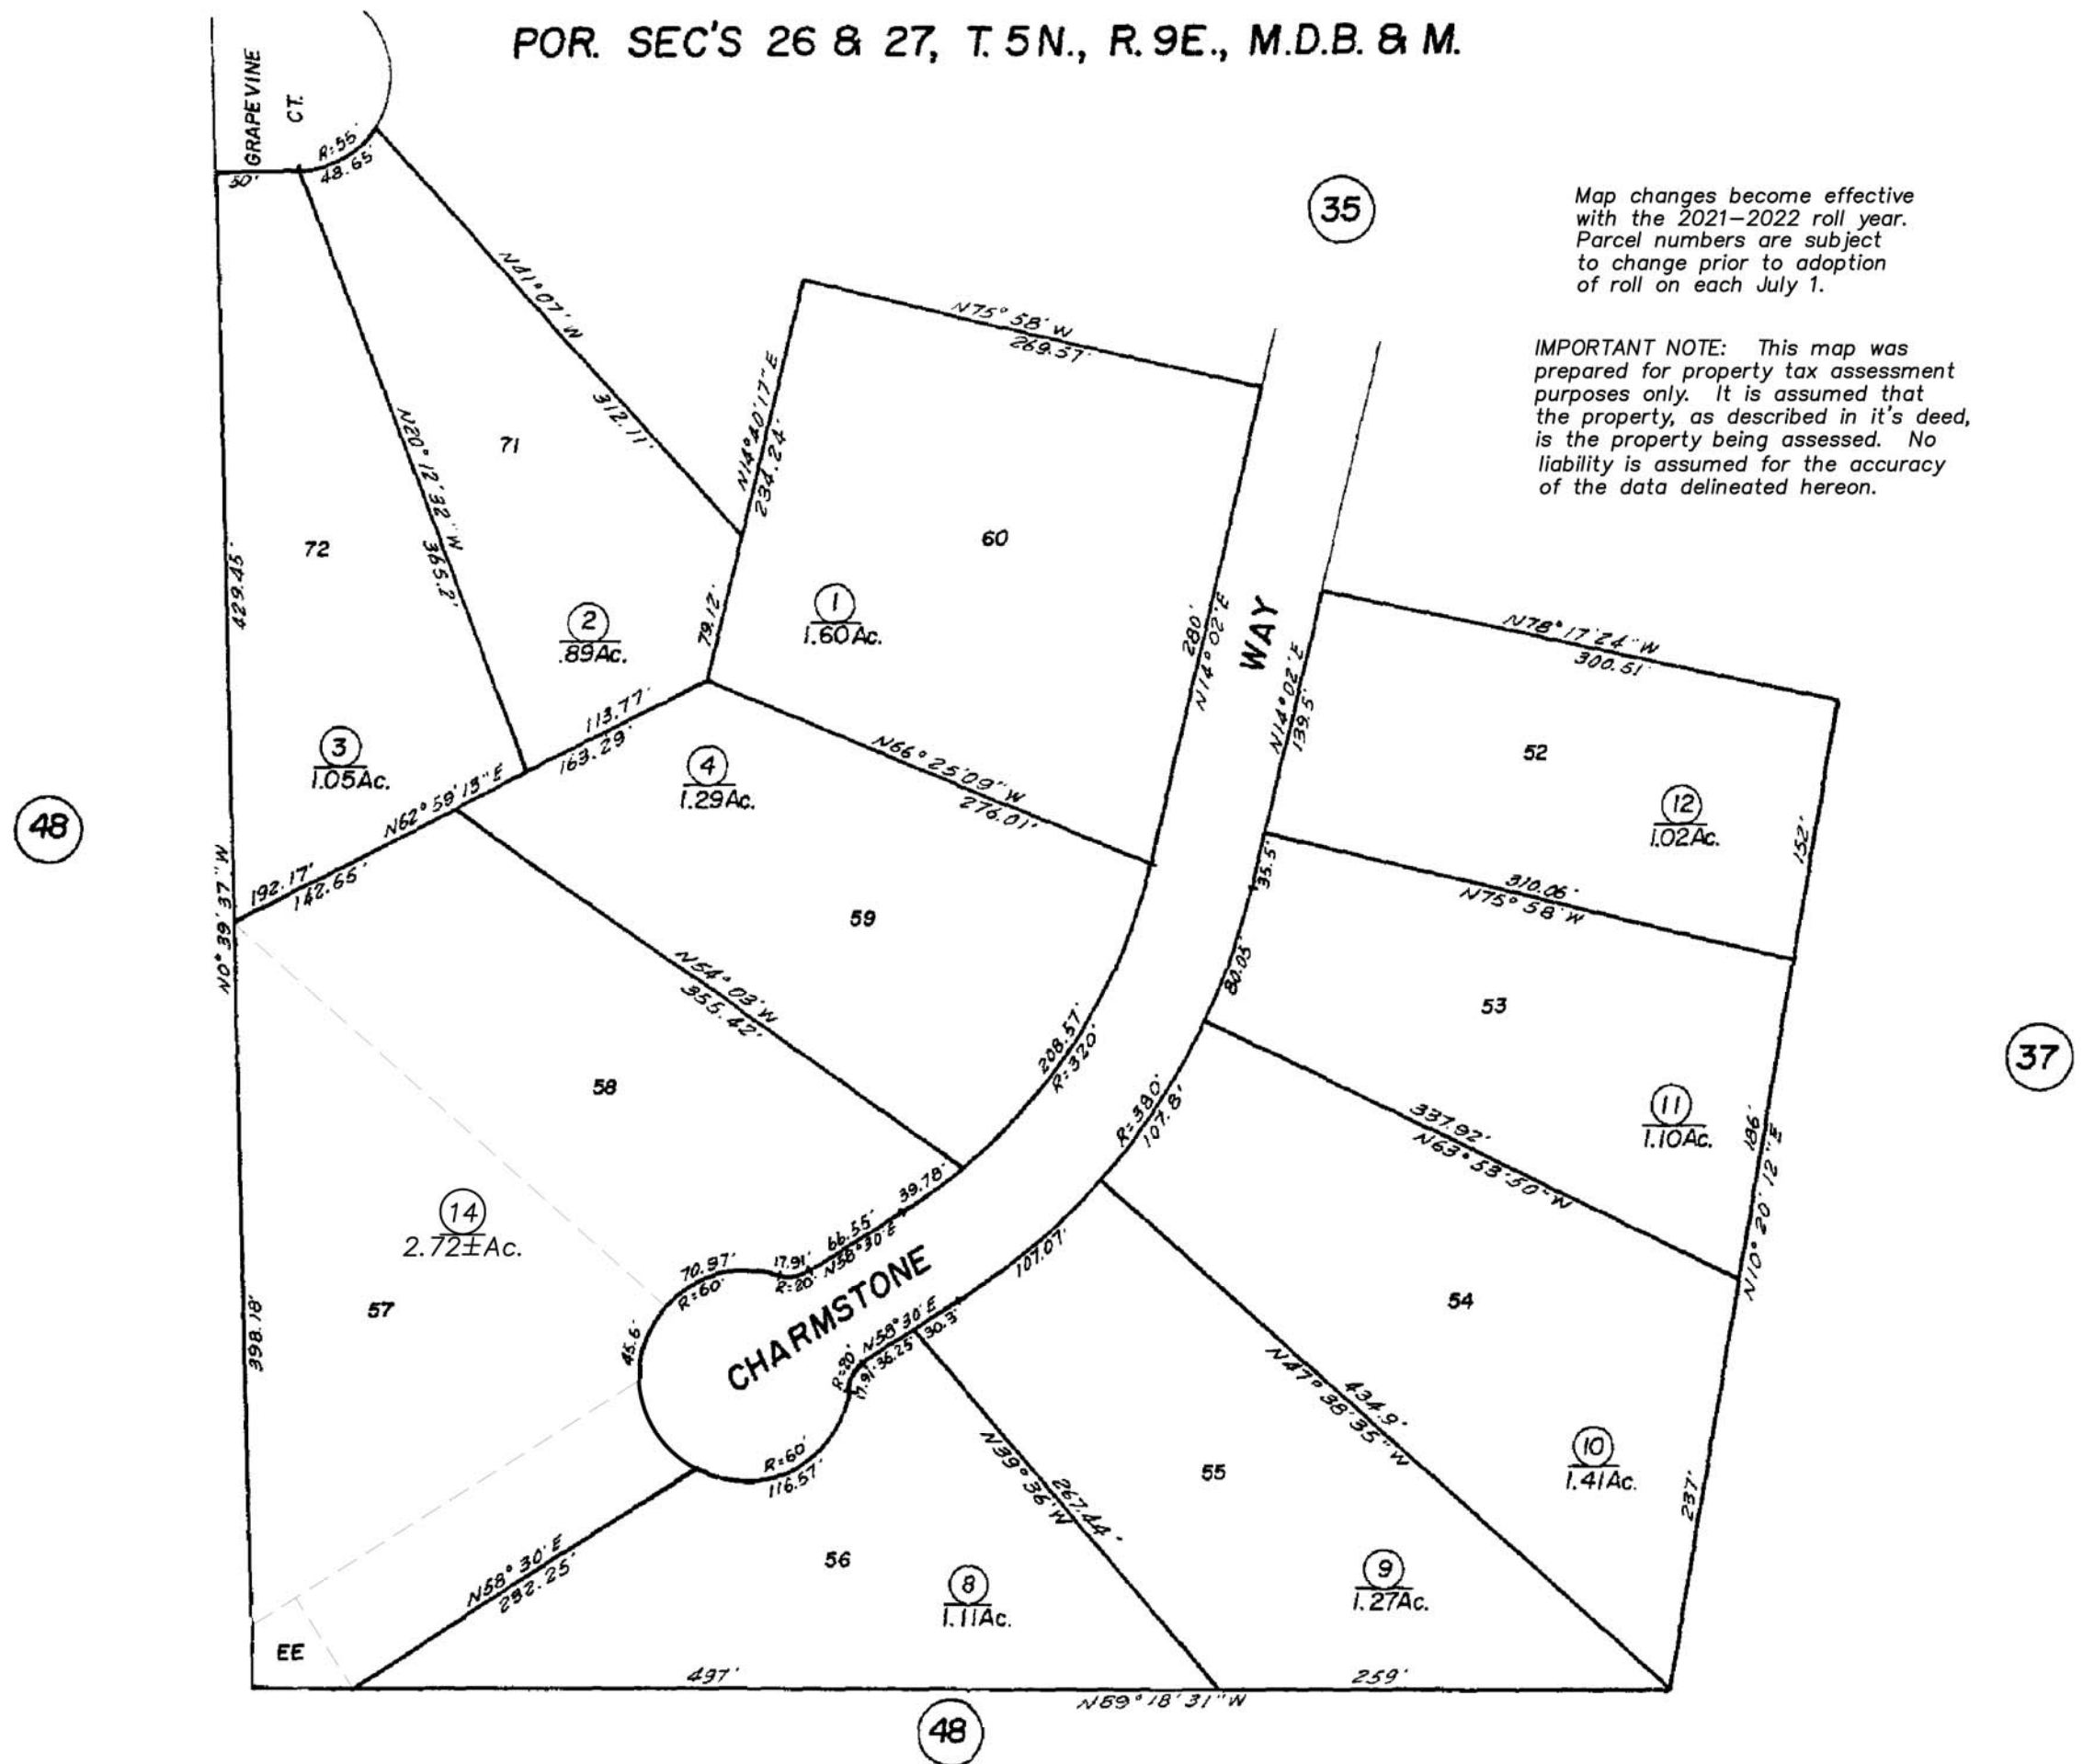 POR. SEC'S 26 & 27, T. 5N., R. 9E., M.D.B. & M.
GRAPEVINE
CT.
R=55'
48.65'
50'
35
Map changes become effective
with the 2021-2022 roll year.
Parcel numbers are subject
to change prior to adoption
of roll on each July 1.
IMPORTANT NOTE: This map was
prepared for property tax assessment
purposes only. It is assumed that
the property, as described in it's deed,
is the property being assessed. No
liability is assumed for the accuracy
of the data delineated hereon.
N41°07'W
312.11'
N75°58'W
269.37'
N14°40'17"E
234.24'
N20°12'32"W
365.2'
71
72
60
429.45'
2
.89Ac.
79.12'
1
1.60Ac.
280'
N14°02'E
WAY
N14°02'E
139.5'
N78°17'24"W
300.51'
52
12
1.02Ac.
152'
113.77'
163.29'
3
1.05Ac.
4
1.29Ac.
N66°25'09"W
276.01'
N62°59'13"E
192.17'
142.65'
48
N0°39'37"W
35.5'
310.06'
N75°58'W
59
N54°03'W
355.42'
80.05'
53
37
208.57'
R=320'
58
R=380'
107.8'
11
1.10Ac.
337.92'
N63°53'50"W
186'
N10°20'12"E
39.78'
66.55'
N58°30'E
14
2.72±Ac.
70.97'
R=60'
17.91'
R=20'
107.07'
CHARMSTONE
57
54
398.18'
45.6'
N58°30'E
30.3'
R=20'
17.91'
36.25'
N47°38'35"W
434.9'
N39°36'W
267.44'
10
1.41Ac.
237'
R=60'
116.57'
55
56
N58°30'E
292.25'
8
1.11Ac.
9
1.27Ac.
EE
497'
259'
N89°18'31"W
48